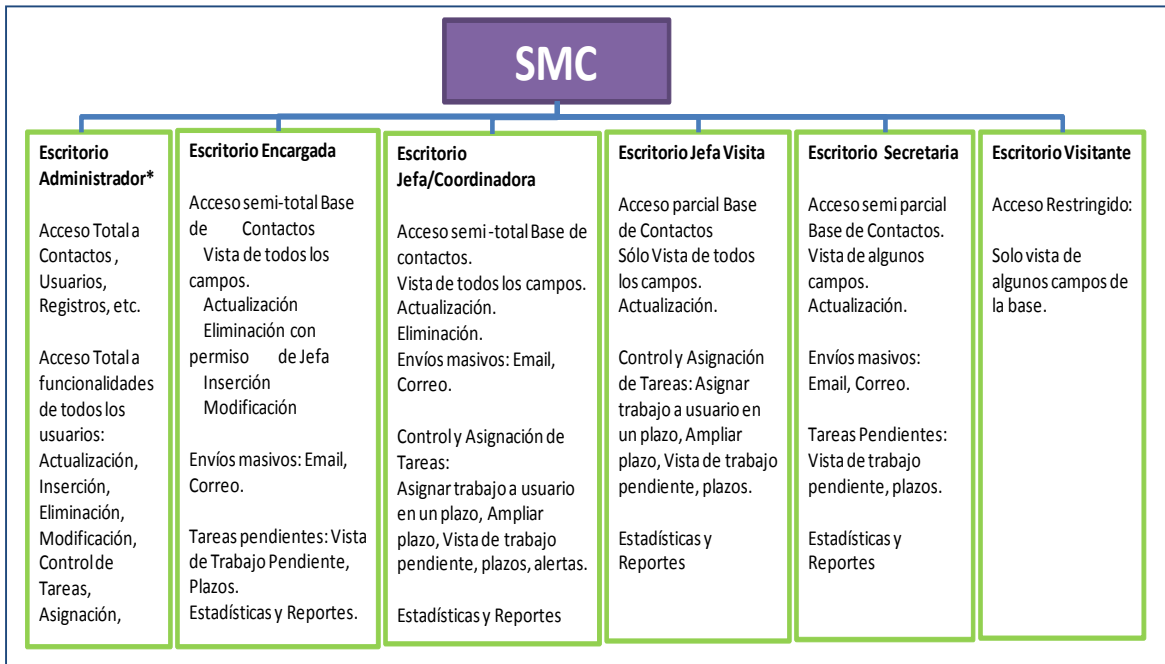 SMC
Escritorio
Administrador*
Acceso Total a
Contactos ,
Usuarios,
Registros, etc.
Acceso Total a
funcionalidades
de todos los
usuarios:
Actualización,
Inserción,
Eliminación,
Modificación,
Control de
Tareas,
Asignación,
Escritorio Encargada
Acceso semi-total Base
de Contactos
Vista de todos los
campos.
Actualización
Eliminación con
permiso de Jefa
Inserción
Modificación
Envíos masivos: Email,
Correo.
Tareas pendientes: Vista
de Trabajo Pendiente,
Plazos.
Estadísticas y Reportes.
Escritorio
Jefa/Coordinadora
Acceso semi-total Base de
contactos.
Vista de todos los campos.
Actualización.
Eliminación.
Envíos masivos: Email,
Correo.
Control y Asignación de
Tareas:
Asignar trabajo a usuario
en un plazo, Ampliar
plazo, Vista de trabajo
pendiente, plazos, alertas.
Estadísticas y Reportes
Escritorio Jefa Visita
Acceso parcial Base
de Contactos
Sólo Vista de todos
los campos.
Actualización.
Control y Asignación
de Tareas: Asignar
trabajo a usuario en
un plazo, Ampliar
plazo, Vista de trabajo
pendiente, plazos.
Estadísticas y
Reportes
Escritorio Secretaria
Acceso semi parcial
Base de Contactos.
Vista de algunos
campos.
Actualización.
Envíos masivos:
Email, Correo.
Tareas Pendientes:
Vista de trabajo
pendiente, plazos.
Estadísticas y
Reportes
Escritorio Visitante
Acceso Restringido:
Solo vista de
algunos campos de
la base.